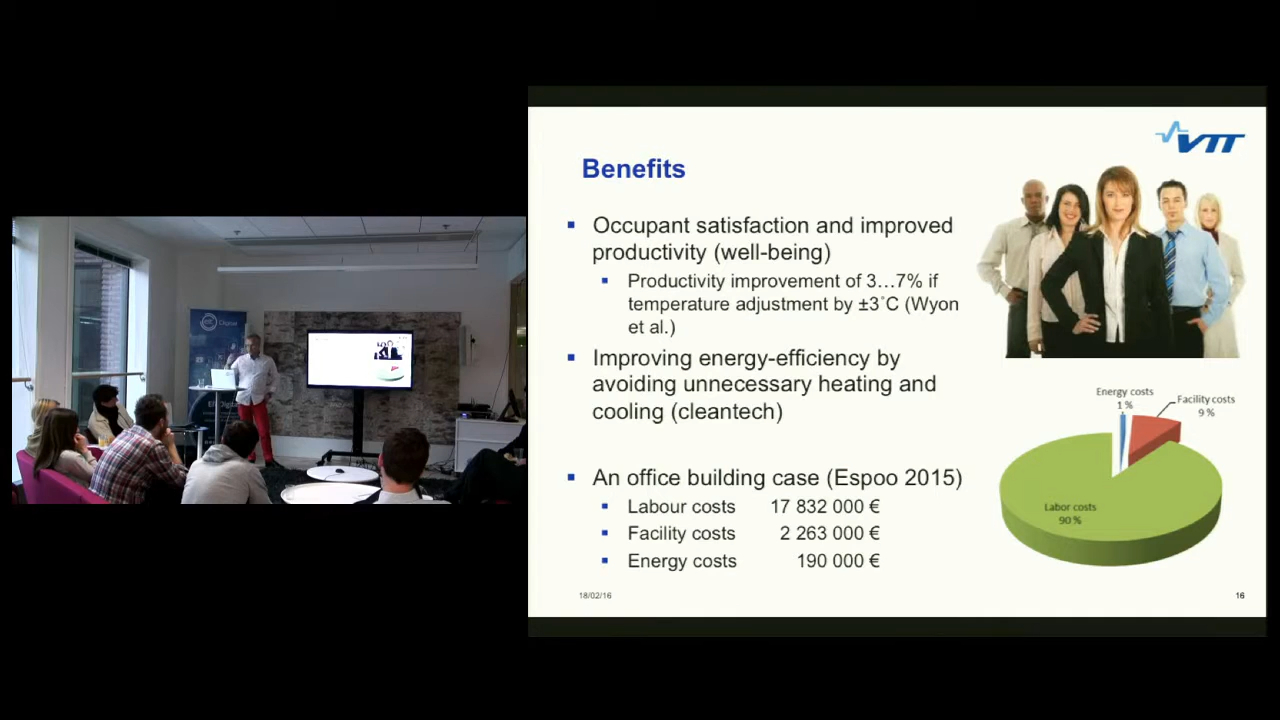 VTT
Benefits
Occupant satisfaction and improved
productivity (well-being)
Productivity improvement of 3…7% if
temperature adjustment by ±3˚C (Wyon
et al.)
Improving energy-efficiency by
avoiding unnecessary heating and
cooling (cleantech)
An office building case (Espoo 2015)
Labour costs 17 832 000 €
Facility costs 2 263 000 €
Energy costs 190 000 €
Energy costs
1 %
Facility costs
9 %
Labor costs
90 %
18/02/16
16
Digital